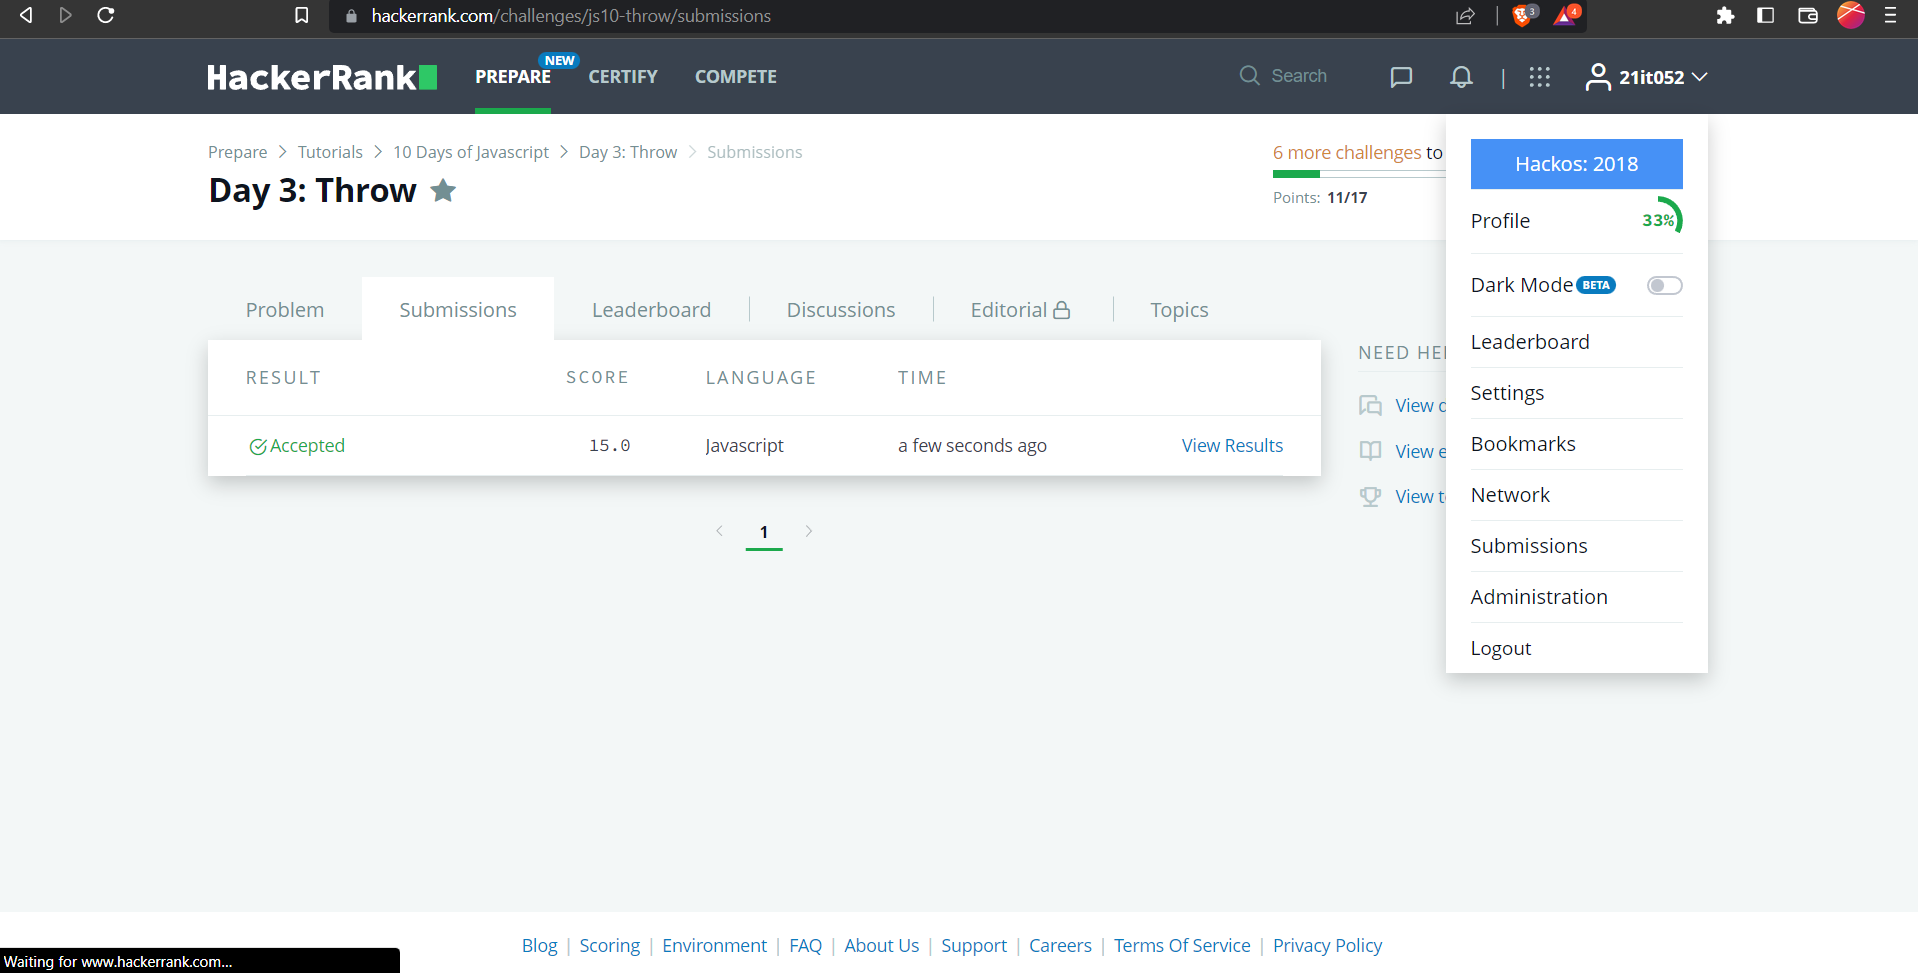 hackerrank.com/challenges/js10-throw/submissions
3
4
HackerRank
PREPARE
NEW
CERTIFY
COMPETE
Search
21it052
Prepare > Tutorials > 10 Days of Javascript > Day 3: Throw > Submissions
Day 3: Throw
6 more challenges to
Points: 11/17
Hackos: 2018
Profile
33%
Dark Mode BETA
Leaderboard
Settings
Bookmarks
Network
Submissions
Administration
Logout
Problem
Submissions
Leaderboard
Discussions
Editorial
Topics
RESULT SCORE LANGUAGE TIME
Accepted 15.0 Javascript a few seconds ago View Results
1
NEED HE
View
View e
View t
Blog | Scoring | Environment | FAQ | About Us | Support | Careers | Terms Of Service | Privacy Policy
Waiting for www.hackerrank.com...